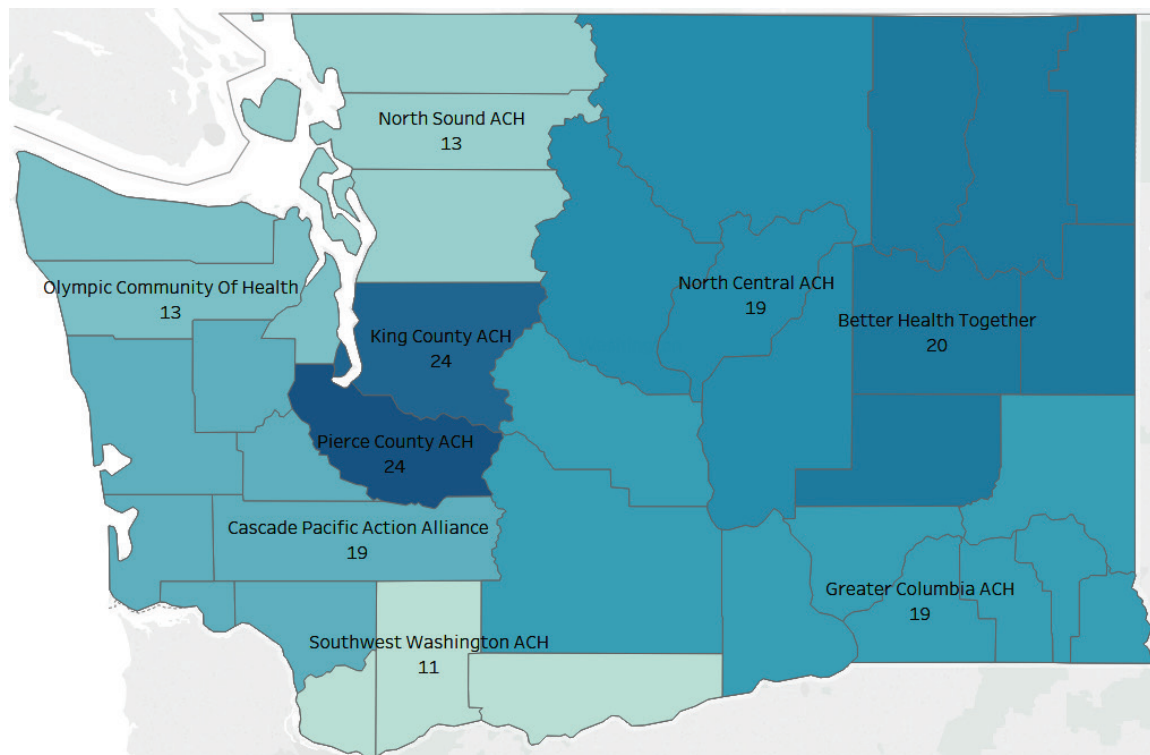 North Sound ACH
13
Olympic Community Of Health
13
North Central ACH
19
King County ACH
24
Better Health Together
20
Pierce County ACH
24
Cascade Pacific Action Alliance
19
Greater Columbia ACH
19
Southwest Washington ACH
11